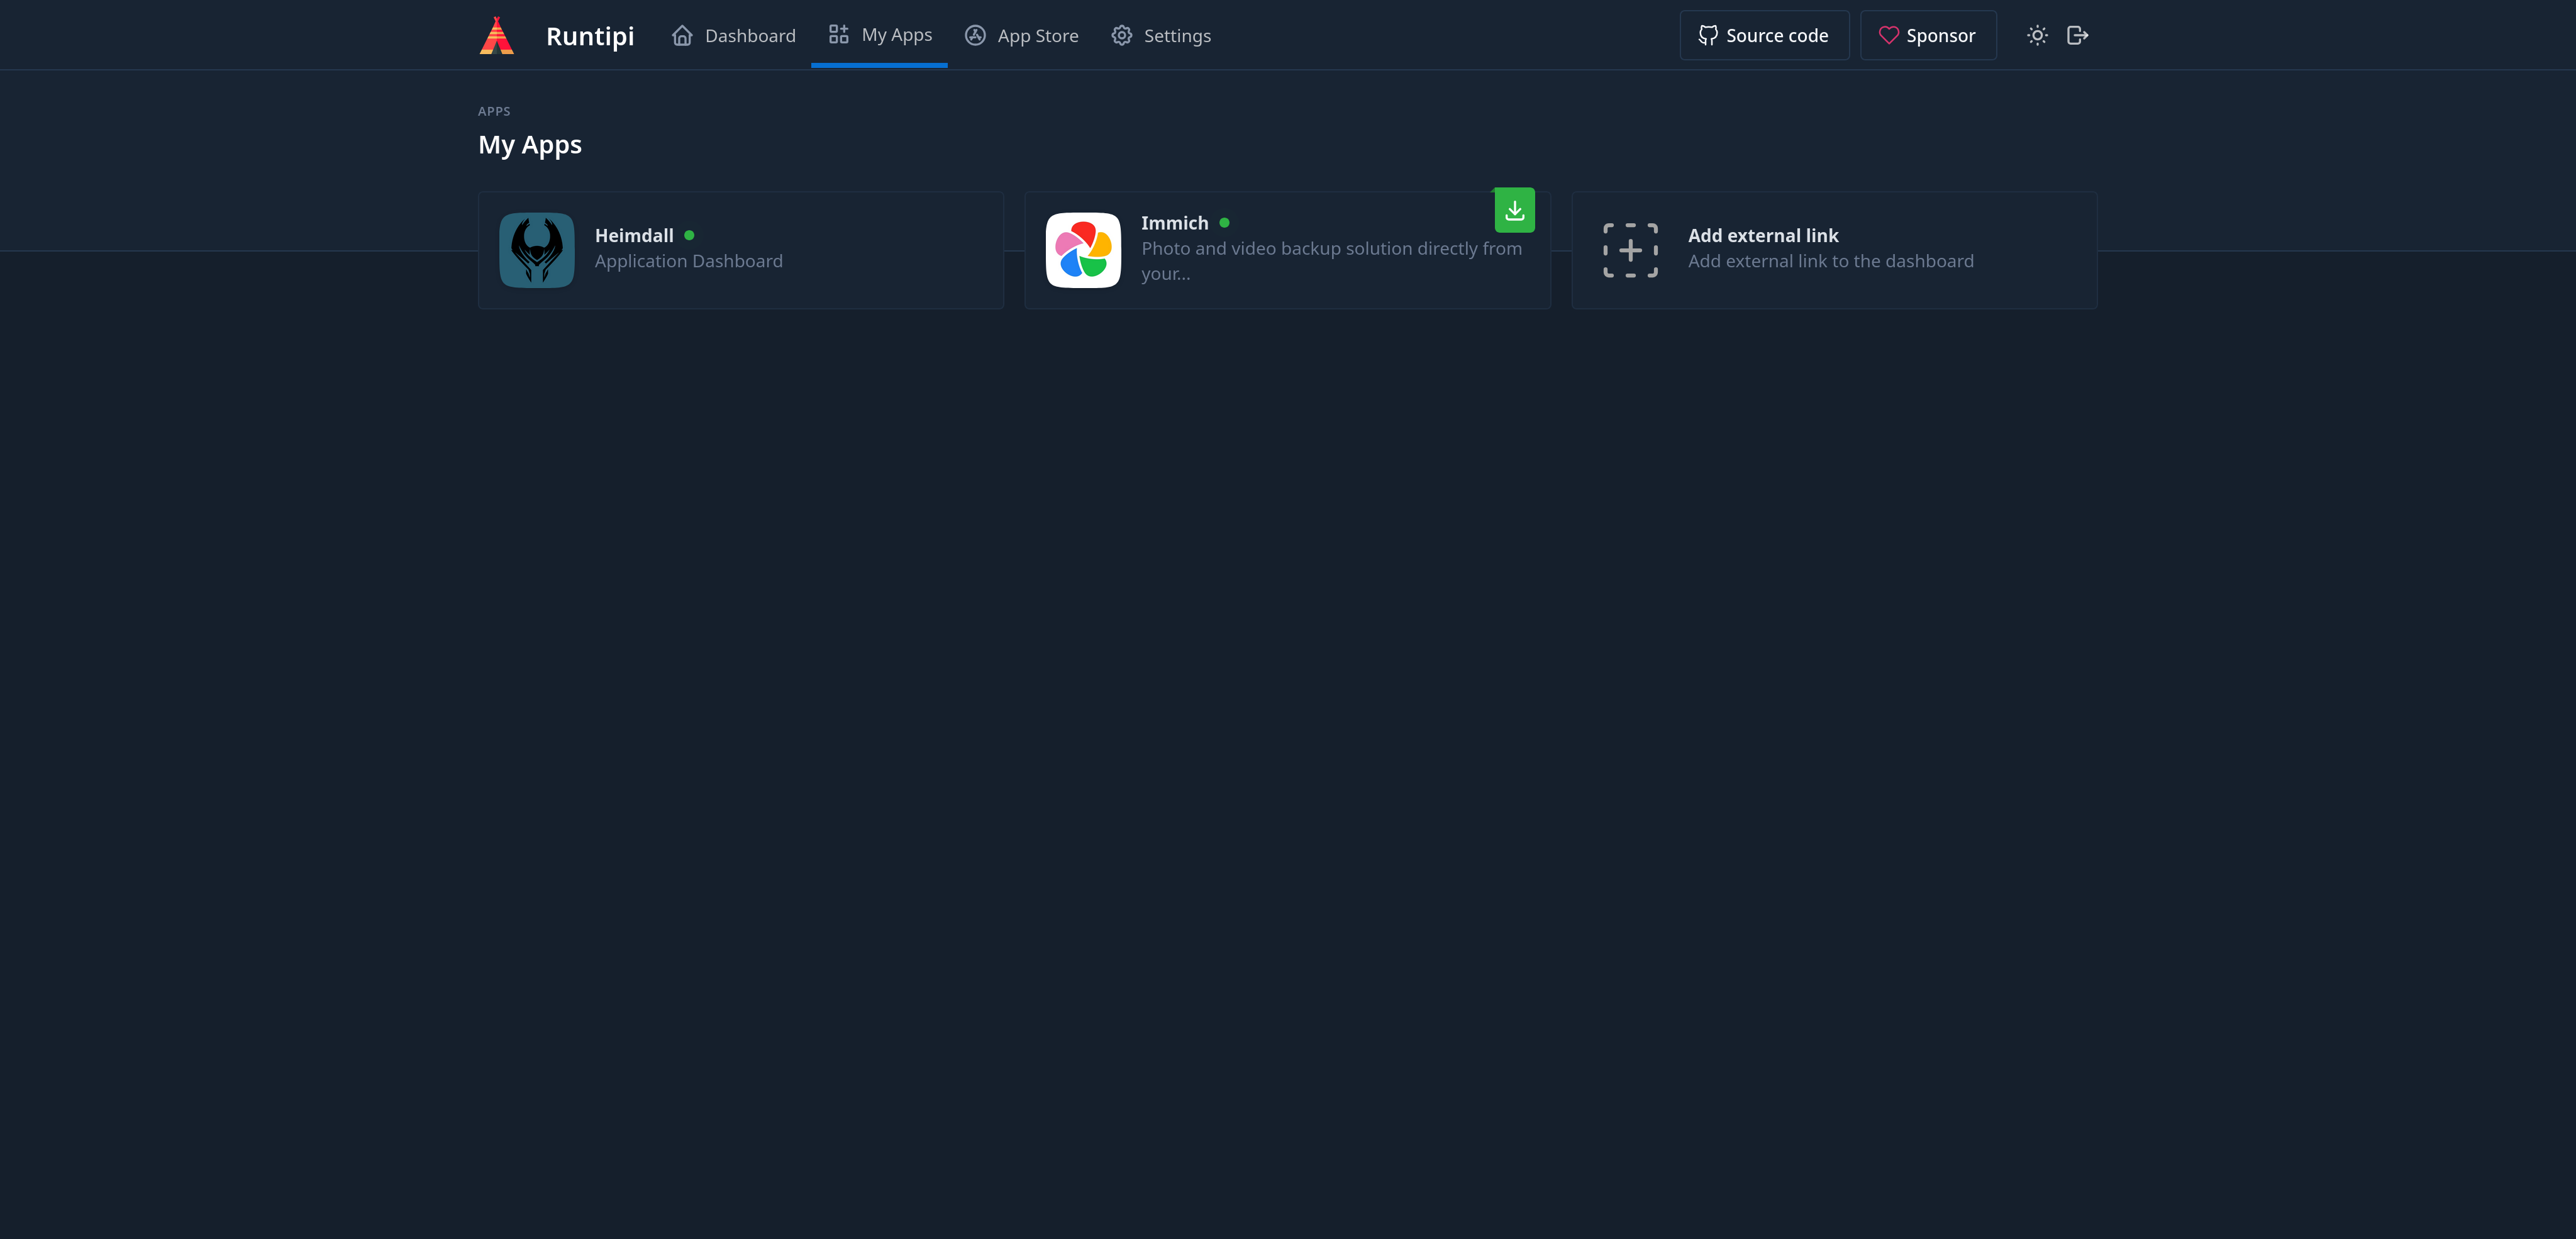 Runtipi
Dashboard
My Apps
App Store
Settings
Source code
Sponsor
APPS
My Apps
Heimdall
Application Dashboard
Immich
Photo and video backup solution directly from
your...
Add external link
Add external link to the dashboard